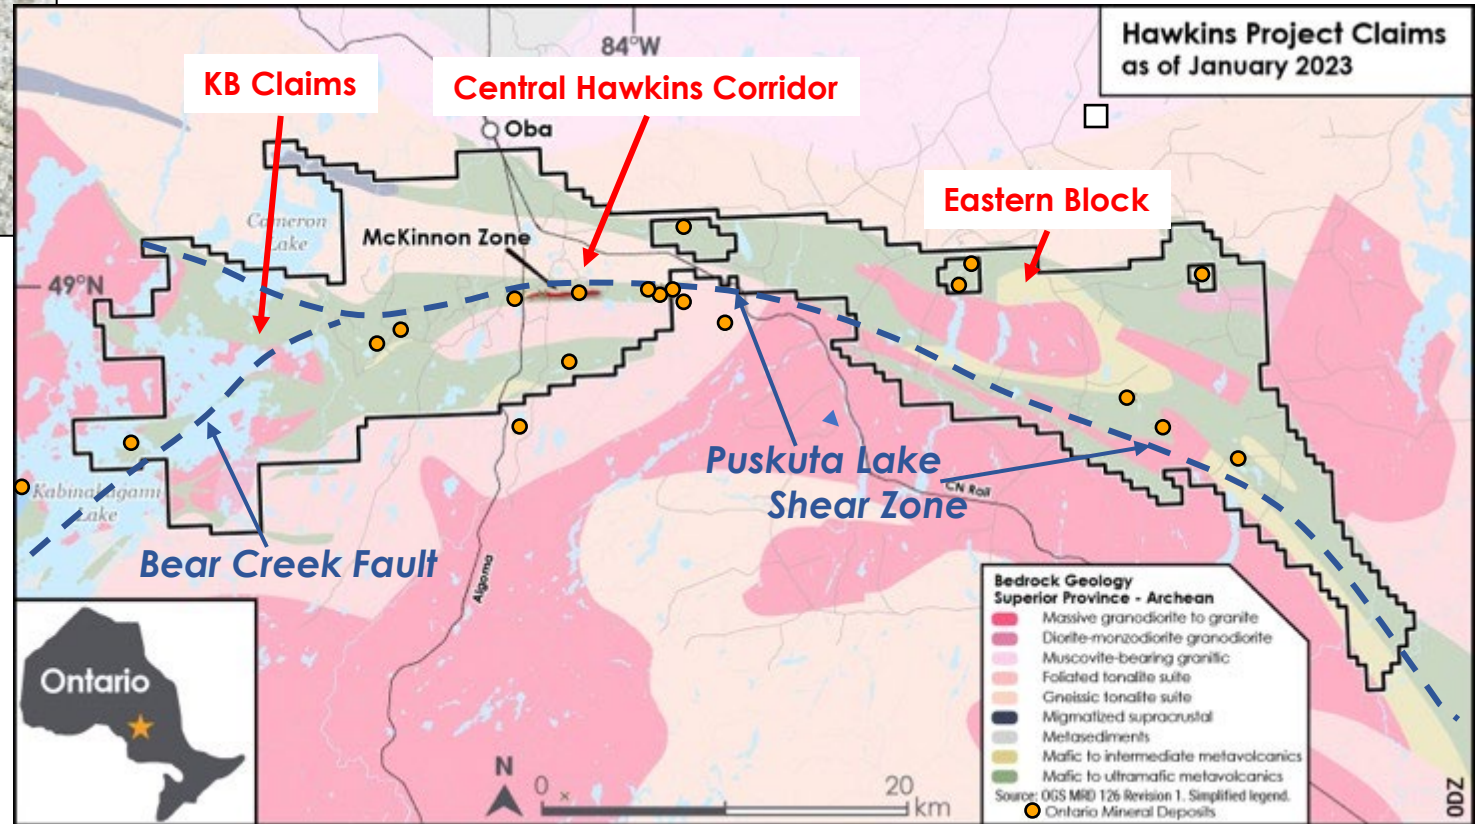 Hawkins Project Claims
as of January 2023
84°W
KB Claims
Central Hawkins Corridor
Oba
Eastern Block
Cameron
Lake
McKinnon Zone
49°N
Puskuta Lake
Shear Zone
CN Rail
Kabinakagami
Lake
Bear Creek Fault
Algoma
Ontario
N
0
20
km
Bedrock Geology
Superior Province - Archean
Massive granodiorite to granite
Diorite-monzodiorite granodiorite
Muscovite-bearing granitic
Foliated tonalite suite
Gneissic tonalite suite
Migmatized supracrustal
Metasediments
Mafic to intermediate metavolcanics
Mafic to ultramafic metavolcanics
Source: OGS MRD 126 Revision 1. Simplified legend.
Ontario Mineral Deposits